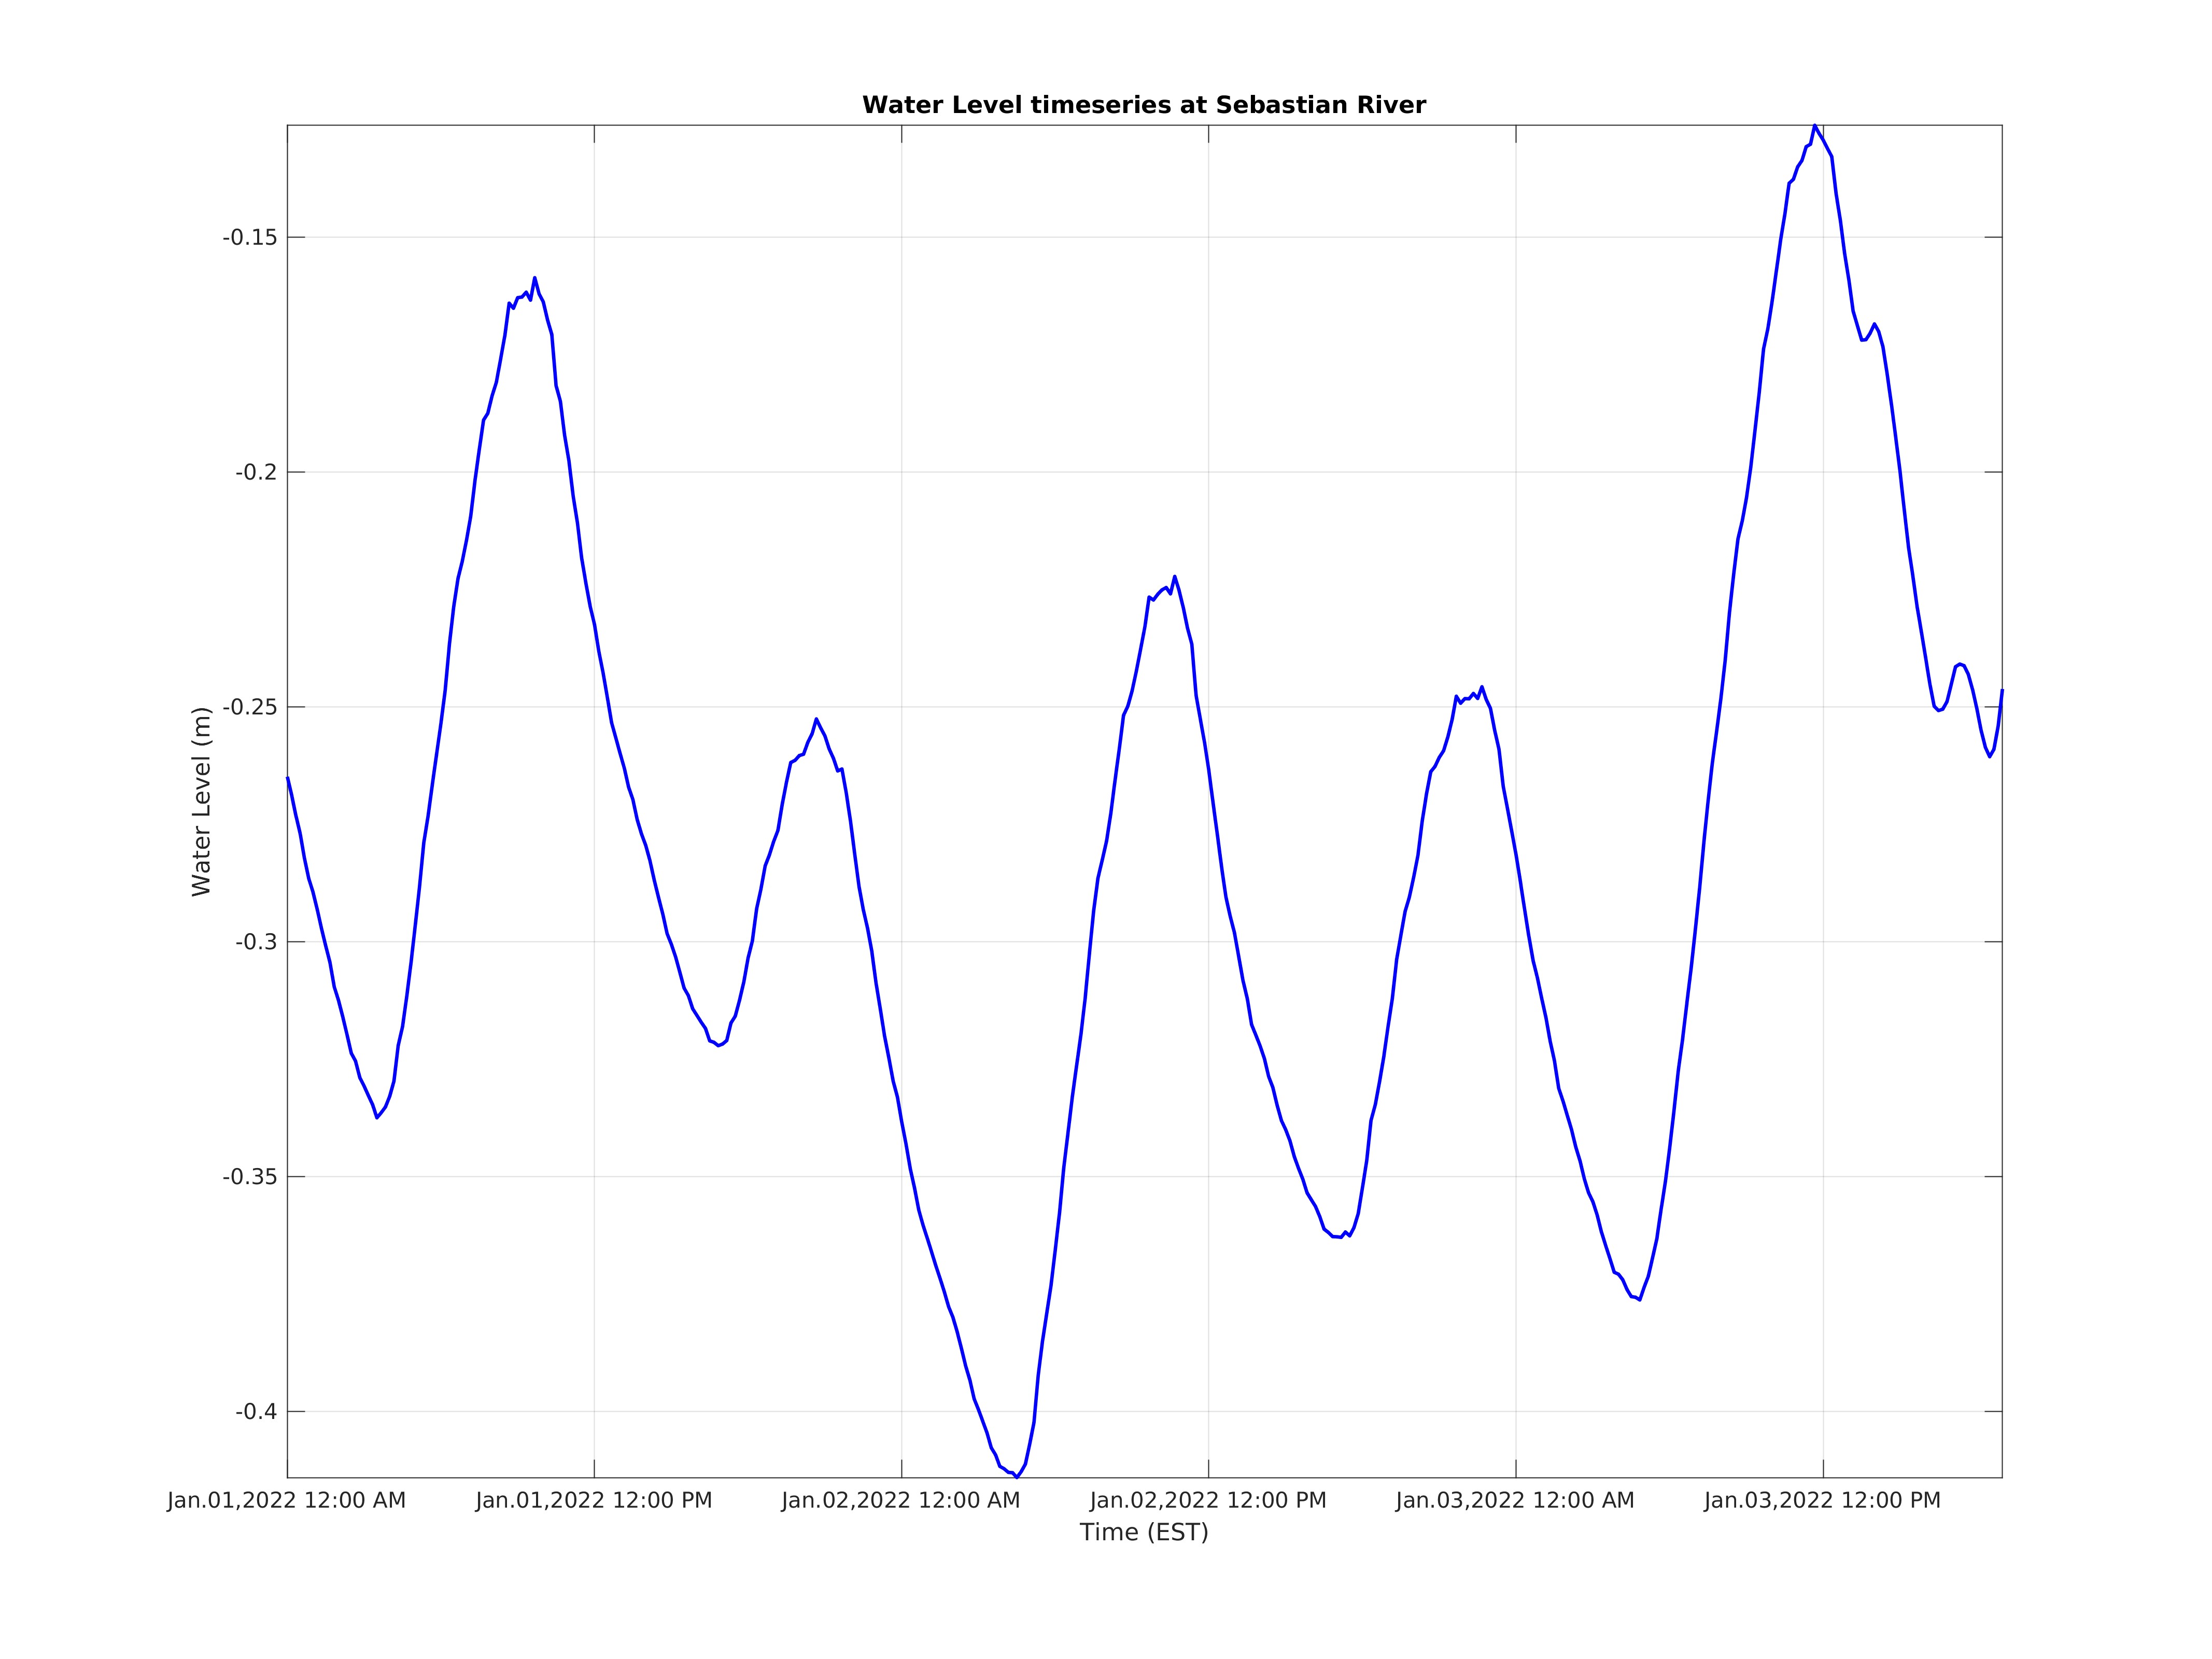 Water Level timeseries at Sebastian River
-0.15
-0.2
-0.25
-0.3
-0.35
-0.4
Water Level (m)
Jan.01,2022 12:00 AM
Jan.01,2022 12:00 PM
Jan.02,2022 12:00 AM
Jan.02,2022 12:00 PM
Jan.03,2022 12:00 AM
Jan.03,2022 12:00 PM
Time (EST)